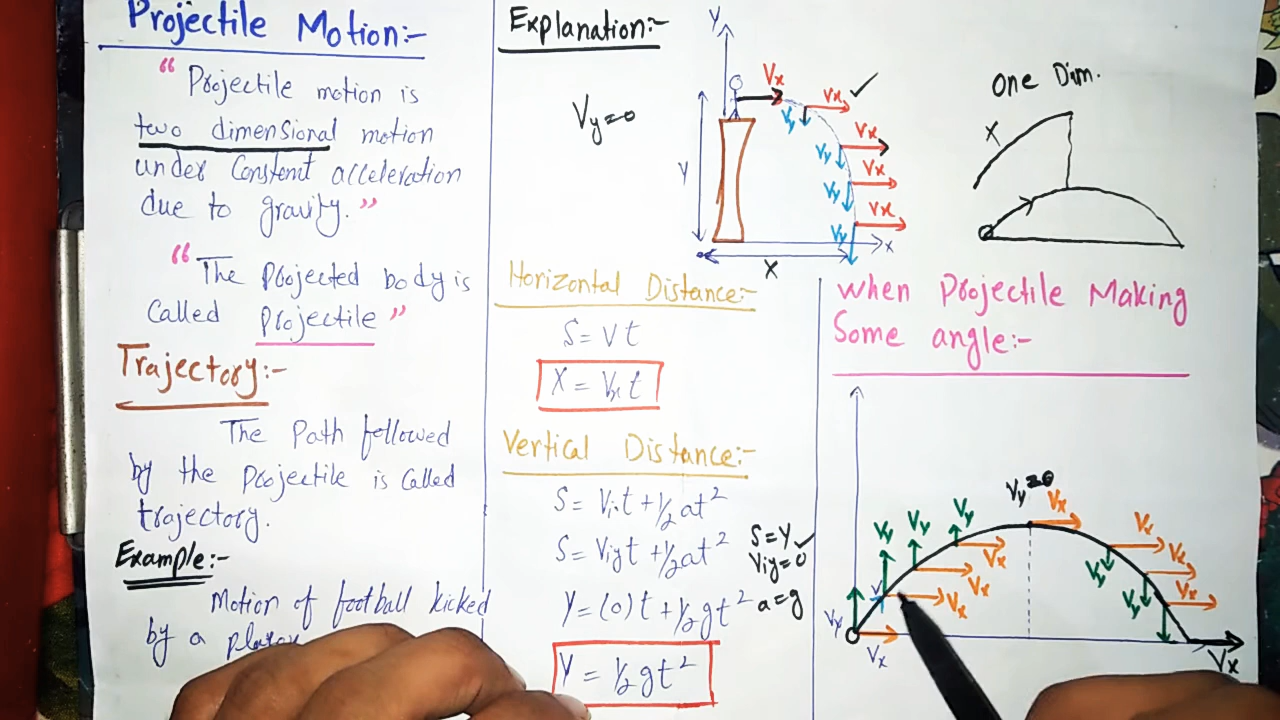 Projectile Motion:-
“ Projectile motion is
two dimensional motion
under Constent acceleration
due to gravity. ”
“ The Projected body is
Called Projectile ”
Trajectory:-
The Path followed
by the Projectile is Called
trajectory.
Example:-
Motion of football kicked
by a
Explanation:-
Vy=0
Y
Vx
Vx
Vy
Vx
Vy
Vx
Vy
Vx
Vy
Y
x
X
One Dim.
X
Horizontal Distance:-
S = Vt
X = Vxt
Vertical Distance:-
S = Vit + 1/2at²
S = Viyt + 1/2at²
Y = (0)t + 1/2gt²
Y = 1/2gt²
S=Y
Viy=0
a=g
When Projectile Making
Some angle:-
Vy=0
Vy
Vy
Vy
Vx
Vx
Vx
Vx
Vx
Vx
Vx
Vy
Vy
V
Vy
Vx
Vx